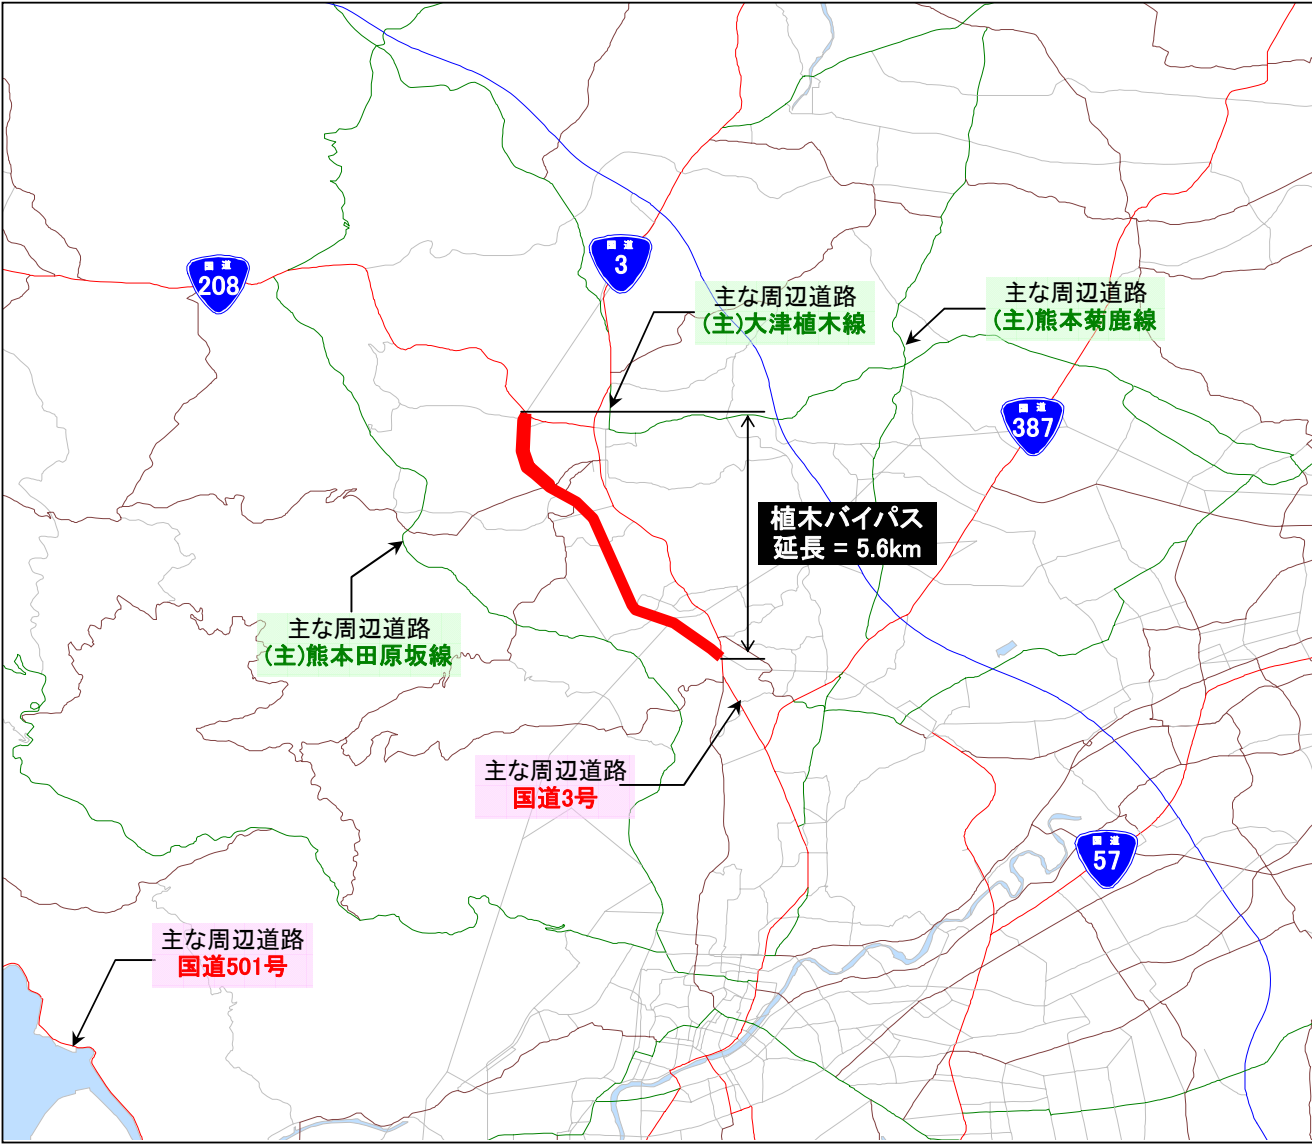 国道
3
国道
208
主な周辺道路
(主)大津植木線
主な周辺道路
(主)熊本菊鹿線
国道
387
植木バイパス
延長 = 5.6km
主な周辺道路
(主)熊本田原坂線
主な周辺道路
国道3号
国道
57
主な周辺道路
国道501号